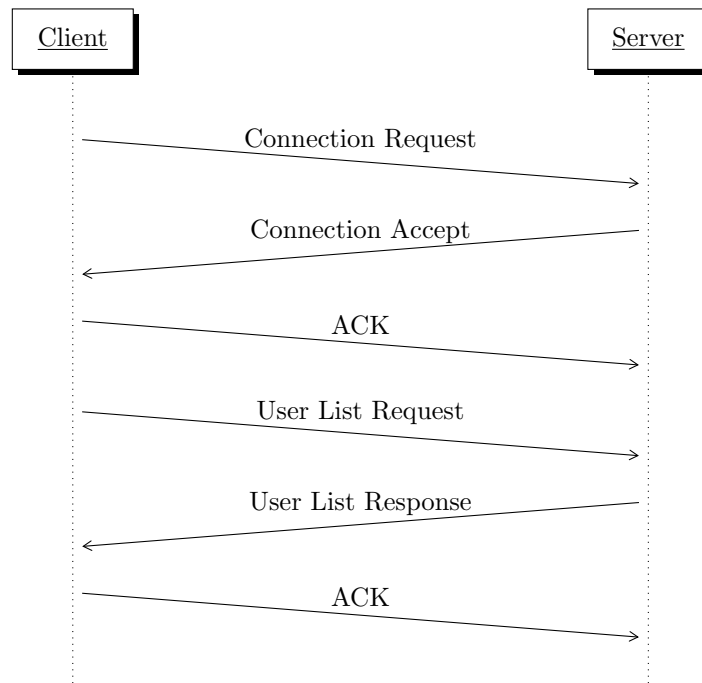 Client
Server
Connection Request
Connection Accept
ACK
User List Request
User List Response
ACK